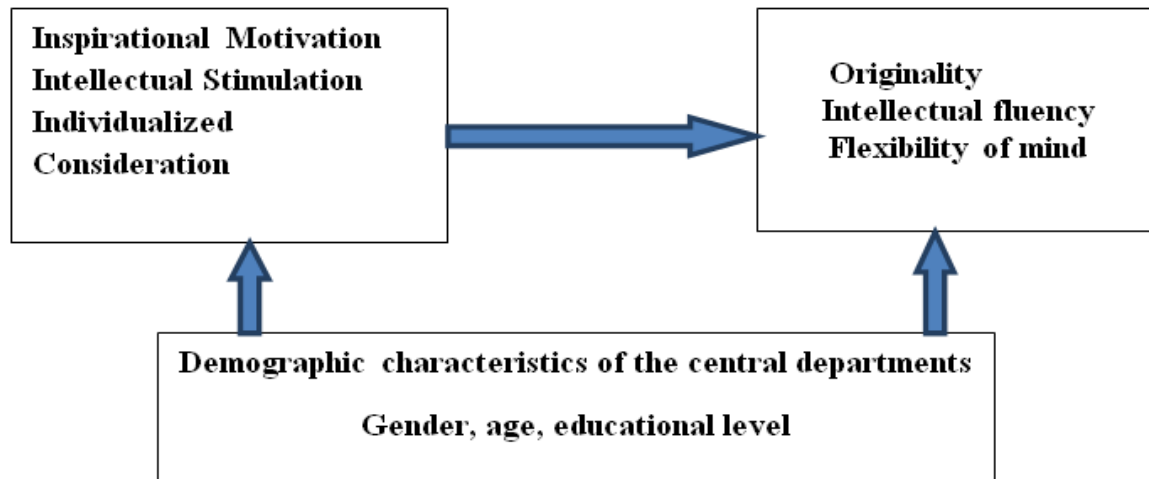 Inspirational Motivation
Intellectual Stimulation
Individualized
Consideration
Originality
Intellectual fluency
Flexibility of mind
Demographic characteristics of the central departments
Gender, age, educational level